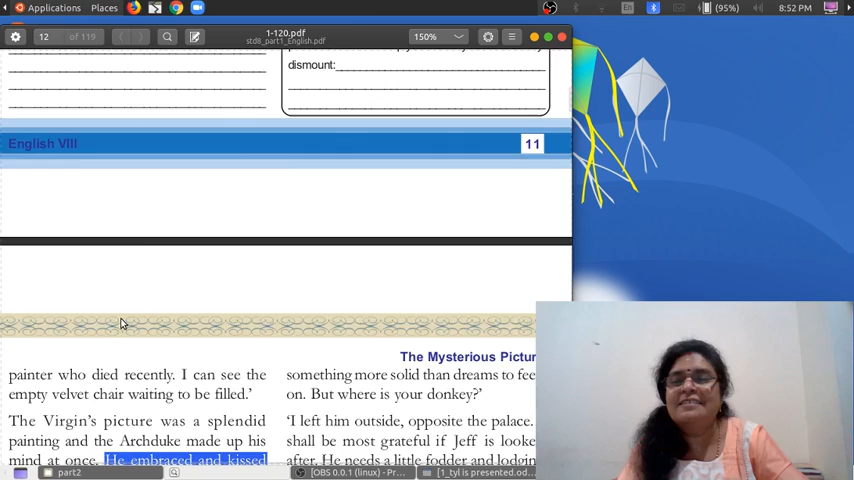 Applications Places En (95%) 8:52 PM
12 of 119 1-120.pdf 150%
std8_part1_English.pdf
dismount:
English VIII 11
The Mysterious Pictur
painter who died recently. I can see the
empty velvet chair waiting to be filled.’
The Virgin’s picture was a splendid
painting and the Archduke made up his
mind at once. He embraced and kissed
something more solid than dreams to fee
on. But where is your donkey?’
‘I left him outside, opposite the palace.
shall be most grateful if Jeff is looke
after. He needs a little fodder and lodgin
part2 [OBS 0.0.1 (linux) - Pr... [1_tyl is presented.od...